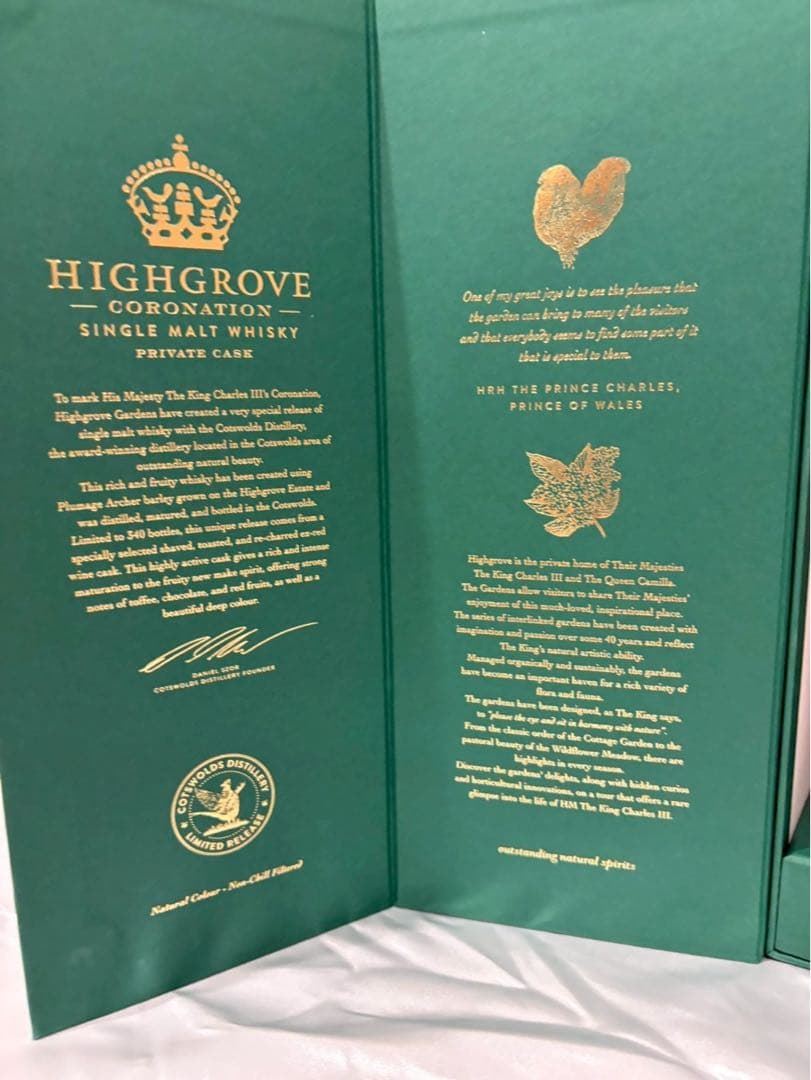 HIGHGROVE
— CORONATION —
SINGLE MALT WHISKY
PRIVATE CASK
To mark His Majesty The King Charles III's Coronation,
Highgrove Gardens have created a very special release of
single malt whisky with the Cotswolds Distillery,
the award-winning distillery located in the Cotswolds area of
outstanding natural beauty.
This rich and fruity whisky has been created using
Plumage Archer barley grown on the Highgrove Estate and
was distilled, matured, and bottled in the Cotswolds.
Limited to 340 bottles, this unique release comes from a
specially selected shaved, toasted, and re-charred ex-red
wine cask. This highly active cask gives a rich and intense
maturation to the fruity new make spirit, offering strong
notes of toffee, chocolate, and red fruits, as well as a
beautiful deep colour.
DANIEL SZOR
COTSWOLDS DISTILLERY FOUNDER
COTSWOLDS DISTILLERY
LIMITED RELEASE
Natural Colour - Non-Chill Filtered
One of my great joys is to see the pleasure that
the garden can bring to many of the visitors
and that everybody seems to find some part of it
that is special to them.
HRH THE PRINCE CHARLES,
PRINCE OF WALES
Highgrove is the private home of Their Majesties
The King Charles III and The Queen Camilla.
The Gardens allow visitors to share Their Majesties'
enjoyment of this much-loved, inspirational place.
The series of interlinked gardens have been created with
imagination and passion over some 40 years and reflect
The King's natural artistic ability.
Managed organically and sustainably, the gardens
have become an important haven for a rich variety of
flora and fauna.
The gardens have been designed, as The King says,
to "please the eye and sit in harmony with nature".
From the classic order of the Cottage Garden to the
pastoral beauty of the Wildflower Meadow, there are
highlights in every season.
Discover the gardens' delights, along with hidden curios
and horticultural innovations, on a tour that offers a rare
glimpse into the life of HM The King Charles III.
outstanding natural spirits